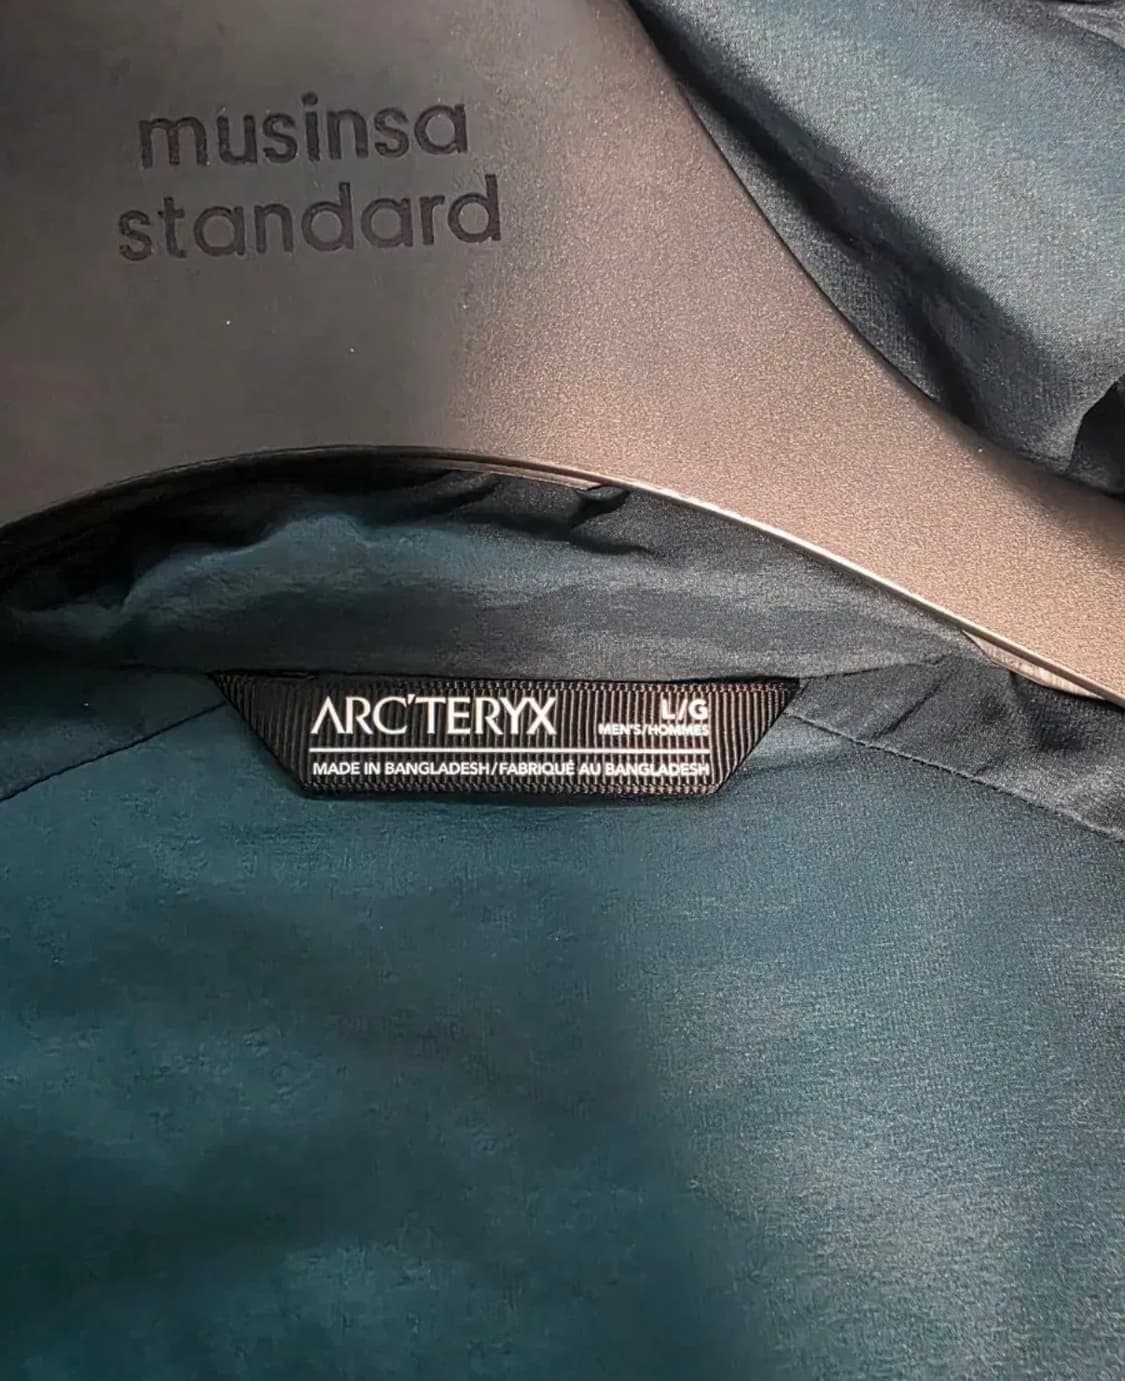 musinsa
standard
ARC'TERYX L/G
MEN'S/HOMMES
MADE IN BANGLADESH/FABRIQUÉ AU BANGLADESH